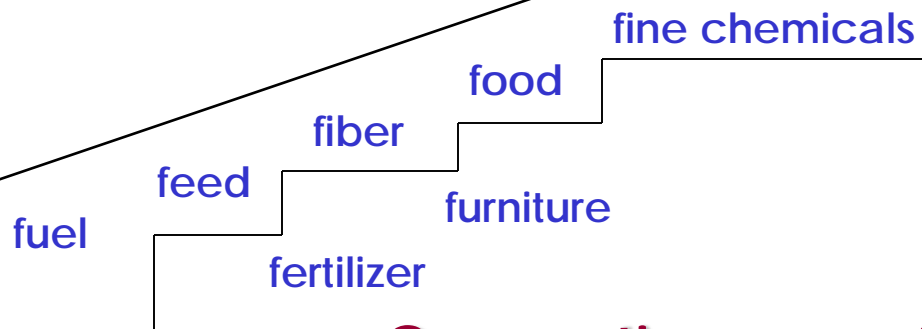 fine chemicals
food
fiber
feed
furniture
fuel
fertilizer